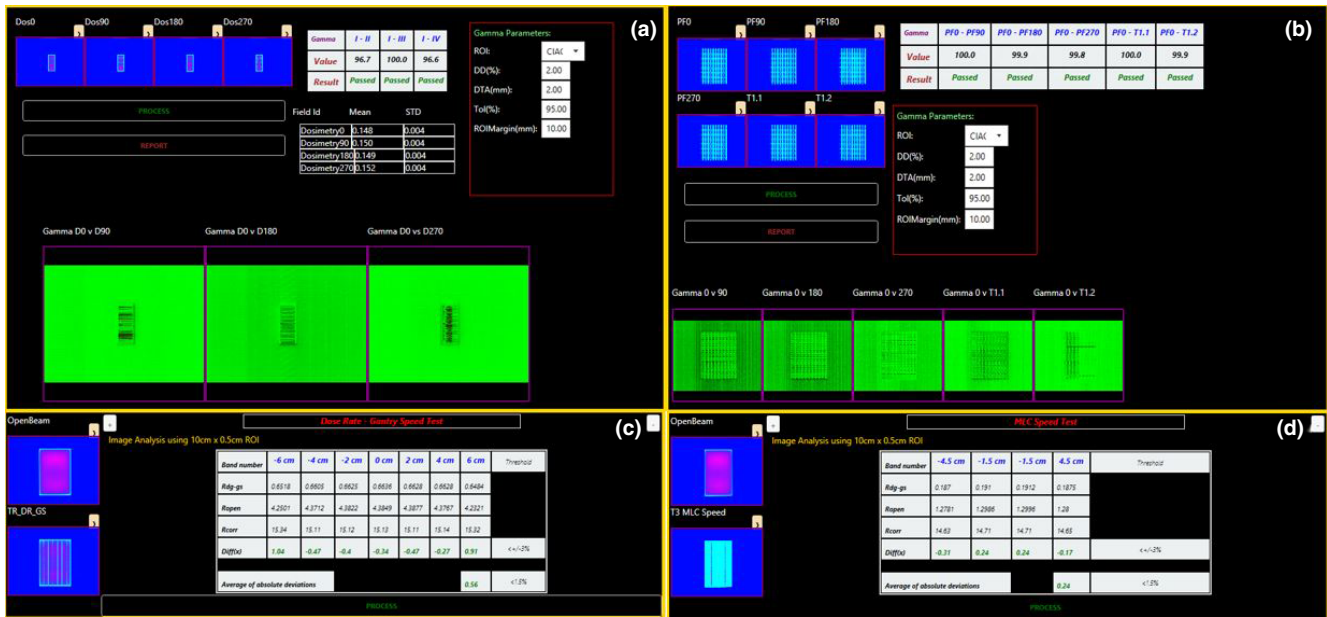 (a)
Dos0 Dos90 Dos180 Dos270
Gamma I - II I - III I - IV
Value 96.7 100.0 96.6
Result Passed Passed Passed
PROCESS
REPORT
Field Id Mean STD
Dosimetry0 0.148 0.004
Dosimetry90 0.150 0.004
Dosimetry180 0.149 0.004
Dosimetry270 0.152 0.004
Gamma Parameters:
ROI: CIA(
DD(%): 2.00
DTA(mm): 2.00
Tol(%): 95.00
ROIMargin(mm): 10.00
Gamma D0 v D90 Gamma D0 v D180 Gamma D0 vs D270
(b)
PF0 PF90 PF180
PF270 T1.1 T1.2
Gamma PF0 - PF90 PF0 - PF180 PF0 - PF270 PF0 - T1.1 PF0 - T1.2
Value 100.0 99.9 99.8 100.0 99.9
Result Passed Passed Passed Passed Passed
Gamma Parameters:
ROI: CIA(
DD(%): 2.00
DTA(mm): 2.00
Tol(%): 95.00
ROIMargin(mm): 10.00
PROCESS
REPORT
Gamma 0 v 90 Gamma 0 v 180 Gamma 0 v 270 Gamma 0 v T1.1 Gamma 0 v T1.2
OpenBeam
Dose Rate - Gantry Speed Test
(c)
Image Analysis using 10cm x 0.5cm ROI
TR_DR_GS
Band number -6 cm -4 cm -2 cm 0 cm 2 cm 4 cm 6 cm Threshold
Rdg-gs 0.6518 0.6605 0.6625 0.6636 0.6628 0.6628 0.6484
Ropen 4.2501 4.3712 4.3822 4.3849 4.3877 4.3767 4.2321
Rcorr 15.34 15.11 15.12 15.13 15.11 15.14 15.32
Diff(x) 1.04 -0.47 -0.4 -0.34 -0.47 -0.27 0.91 <+/-3%
Average of absolute deviations 0.56 <1.5%
PROCESS
OpenBeam
MLC Speed Test
(d)
Image Analysis using 10cm x 0.5cm ROI
T3 MLC Speed
Band number -4.5 cm -1.5 cm -1.5 cm 4.5 cm Threshold
Rdg-gs 0.187 0.191 0.1912 0.1875
Ropen 1.2781 1.2986 1.2996 1.28
Rcorr 14.63 14.71 14.71 14.65
Diff(x) -0.31 0.24 0.24 -0.17 <+/-3%
Average of absolute deviations 0.24 <1.5%
PROCESS